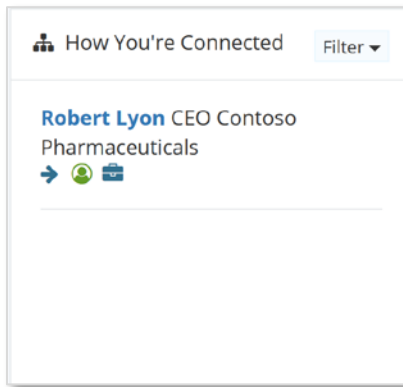 How You're Connected
Filter
Robert Lyon CEO Contoso
Pharmaceuticals